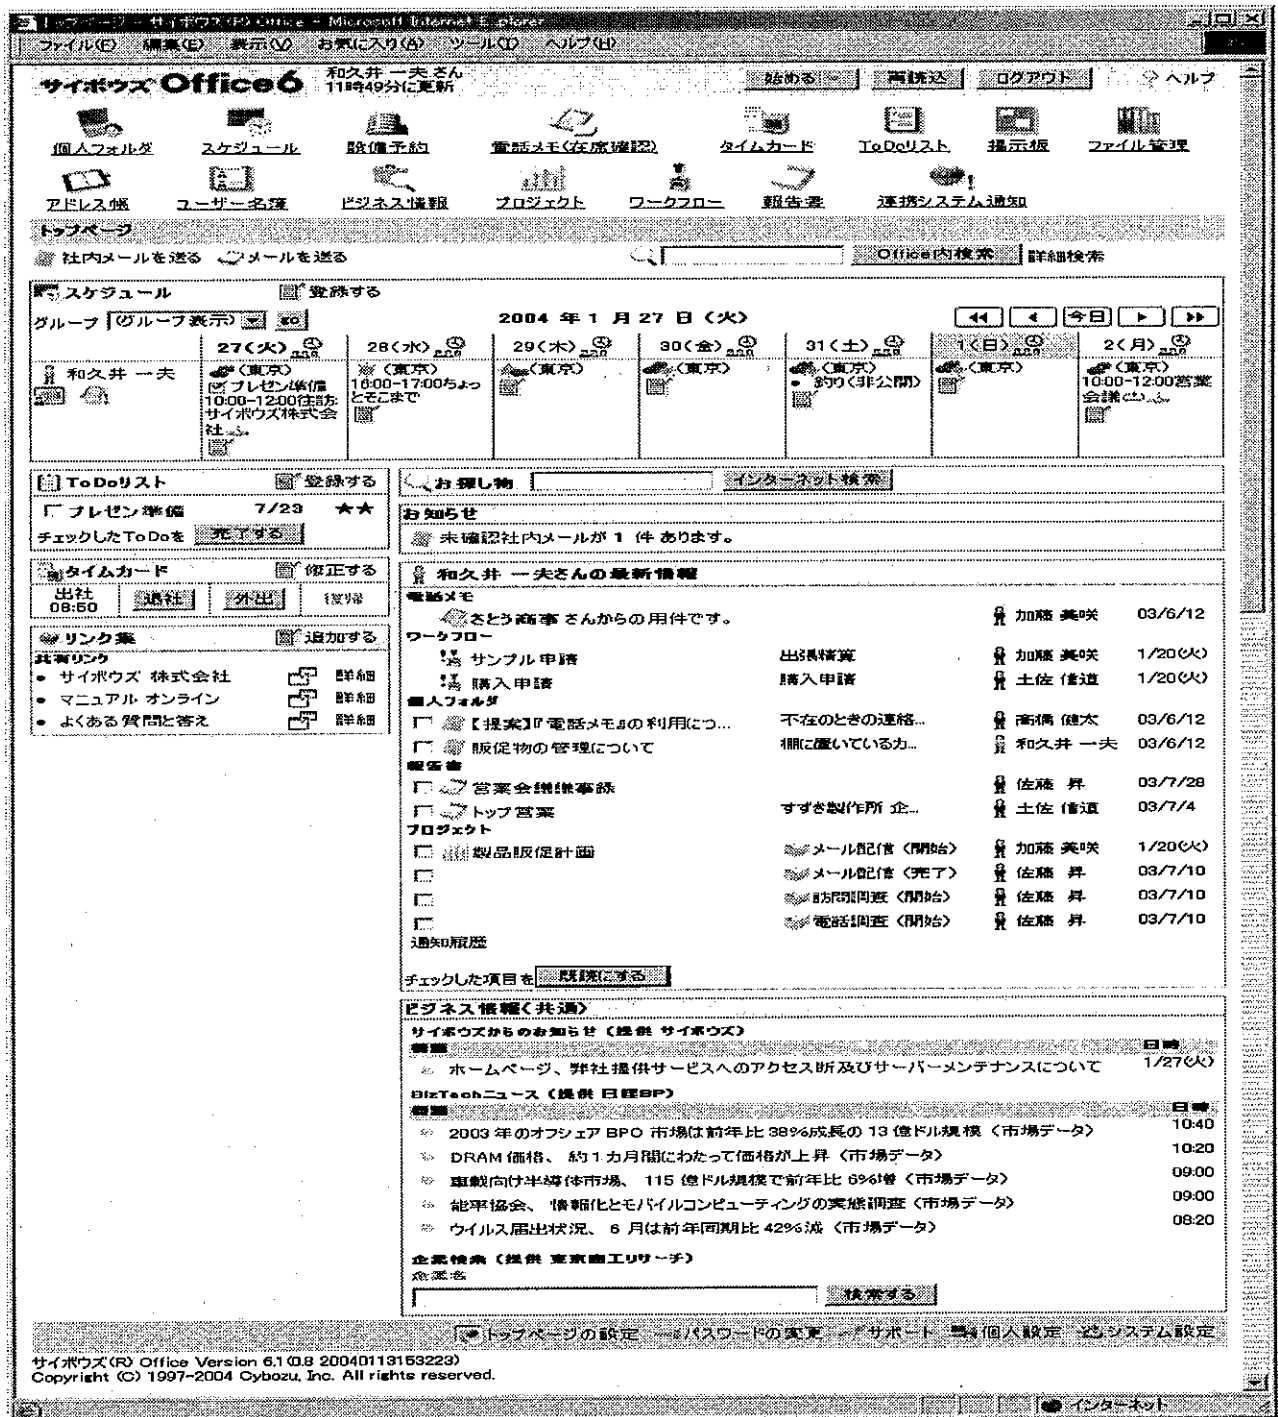 トップページ - サイボウズ(R) Office - Microsoft Internet Explorer
ファイル(F) 編集(E) 表示(V) お気に入り(A) ツール(T) ヘルプ(H)
サイボウズ Office 6 和久井 一夫 さん
11時49分に更新
始める 再読込 ログアウト ヘルプ
個人フォルダ スケジュール 設備予約 電話メモ(在席確認) タイムカード ToDoリスト 掲示板 ファイル管理
アドレス帳 ユーザー名簿 ビジネス情報 プロジェクト ワークフロー 報告書 連携システム通知
トップページ
社内メールを送る メールを送る Office内検索 詳細検索
スケジュール 登録する
グループ (グループ表示) 2004 年 1 月 27 日 (火) 今日
27(火) 28(水) 29(木) 30(金) 31(土) 1(日) 2(月)
和久井 一夫
(東京) (東京) (東京) (東京) (東京) (東京) (東京)
プレゼン準備
10:00-12:00往訪:
サイボウズ株式会
社
16:00-17:00ちょっ
とそこまで
• 釣り(非公開)
10:00-12:00営業
会議
ToDoリスト 登録する
プレゼン準備 7/23 ★★
チェックしたToDoを 完了する
タイムカード 修正する
出社
08:50
退社 外出 復帰
リンク集 追加する
共有リンク
• サイボウズ 株式会社 詳細
• マニュアル オンライン 詳細
• よくある質問と答え 詳細
お探し物 インターネット検索
お知らせ
未確認社内メールが 1 件 あります。
和久井 一夫さんの最新情報
電話メモ
さとう商事 さんからの用件です。 加藤 美咲 03/6/12
ワークフロー
サンプル申請 出張精算 加藤 美咲 1/20(火)
購入申請 購入申請 土佐 信道 1/20(火)
個人フォルダ
【提案】『電話メモ』の利用につ... 不在のときの連絡... 高橋 健太 03/6/12
販促物の管理について 棚に置いているカ... 和久井 一夫 03/6/12
報告書
営業会議議事録 佐藤 昇 03/7/28
トップ営業 すずき製作所 企... 土佐 信道 03/7/4
プロジェクト
製品販促計画 メール配信 (開始) 加藤 美咲 1/20(火)
メール配信 (完了) 佐藤 昇 03/7/10
訪問調査 (開始) 佐藤 昇 03/7/10
電話調査 (開始) 佐藤 昇 03/7/10
通知履歴
チェックした項目を 既読にする
ビジネス情報(共通)
サイボウズからのお知らせ (提供 サイボウズ)
標題 日時
ホームページ、弊社提供サービスへのアクセス断及びサーバーメンテナンスについて 1/27(火)
BizTechニュース (提供 日経BP)
標題 日時
2003 年のオフシェア BPO 市場は前年比 38%成長の 13 億ドル規模 (市場データ) 10:40
DRAM 価格、 約1カ月間にわたって価格が上昇 (市場データ) 10:20
車載向け半導体市場、 115 億ドル規模で前年比 6%増 (市場データ) 09:00
能率協会、 情報化とモバイルコンピューティングの実態調査 (市場データ) 09:00
ウイルス届出状況、 6 月は前年同期比 42%減 (市場データ) 08:20
企業検索 (提供 東京商工リサーチ)
企業名
検索する
トップページの設定 パスワードの変更 サポート 個人設定 システム設定
サイボウズ(R) Office Version 6.1(0.8 20040113153223)
Copyright (C) 1997-2004 Cybozu, Inc. All rights reserved.
インターネット